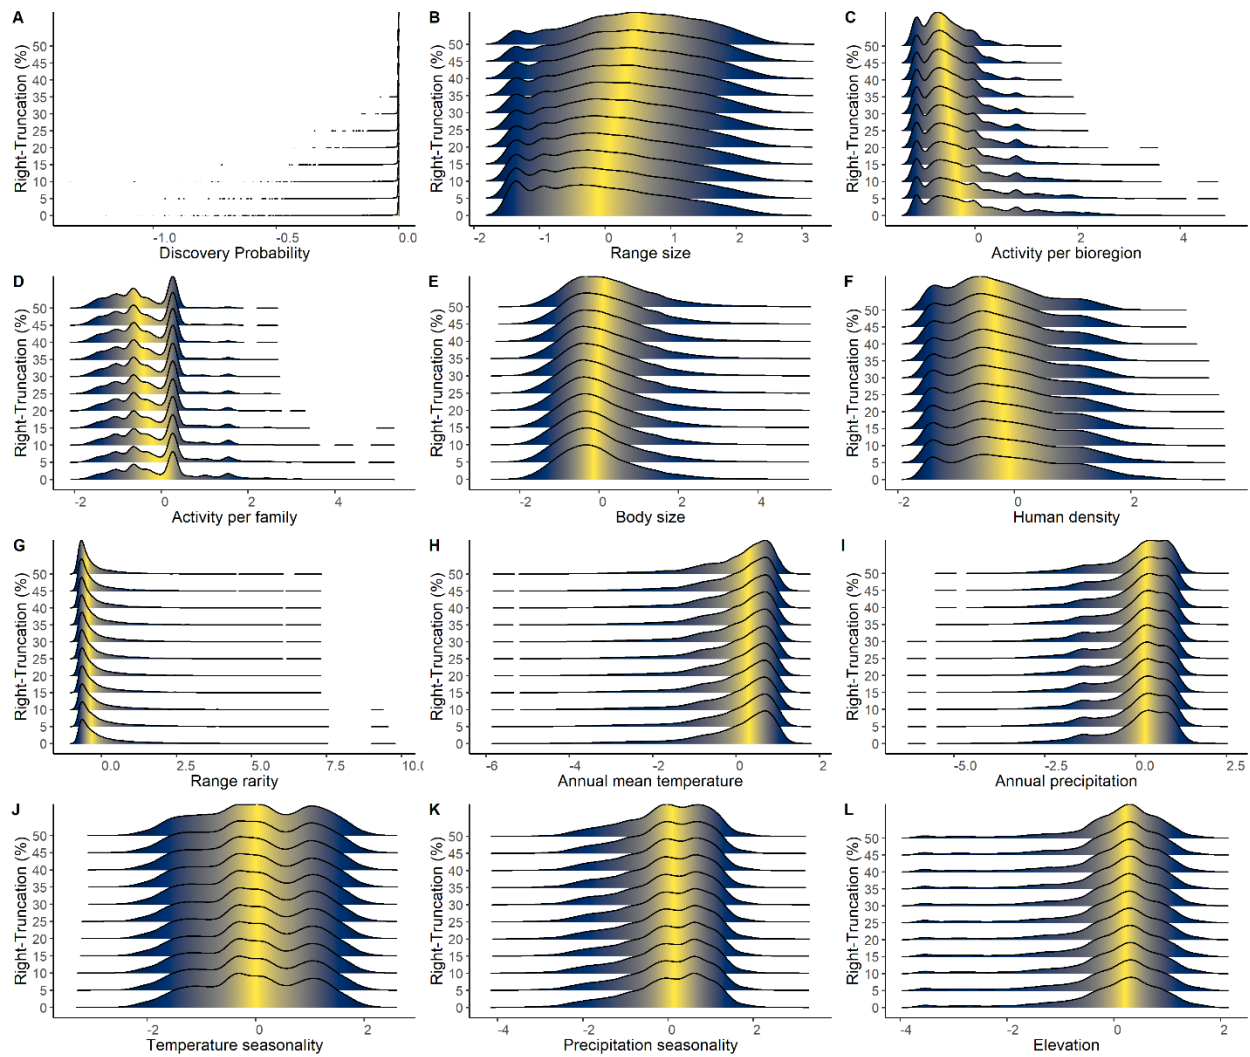 A
Right-Truncation (%)
50
45
40
35
30
25
20
15
10
5
0
-1.0 -0.5 0.0
Discovery Probability
B
Right-Truncation (%)
50
45
40
35
30
25
20
15
10
5
0
-2 -1 0 1 2 3
Range size
C
Right-Truncation (%)
50
45
40
35
30
25
20
15
10
5
0
0 2 4
Activity per bioregion
D
Right-Truncation (%)
50
45
40
35
30
25
20
15
10
5
0
-2 0 2 4
Activity per family
E
Right-Truncation (%)
50
45
40
35
30
25
20
15
10
5
0
-2 0 2 4
Body size
F
Right-Truncation (%)
50
45
40
35
30
25
20
15
10
5
0
-2 0 2
Human density
G
Right-Truncation (%)
50
45
40
35
30
25
20
15
10
5
0
0.0 2.5 5.0 7.5 10.0
Range rarity
H
Right-Truncation (%)
50
45
40
35
30
25
20
15
10
5
0
-6 -4 -2 0 2
Annual mean temperature
I
Right-Truncation (%)
50
45
40
35
30
25
20
15
10
5
0
-5.0 -2.5 0.0 2.5
Annual precipitation
J
Right-Truncation (%)
50
45
40
35
30
25
20
15
10
5
0
-2 0 2
Temperature seasonality
K
Right-Truncation (%)
50
45
40
35
30
25
20
15
10
5
0
-4 -2 0 2
Precipitation seasonality
L
Right-Truncation (%)
50
45
40
35
30
25
20
15
10
5
0
-4 -2 0 2
Elevation